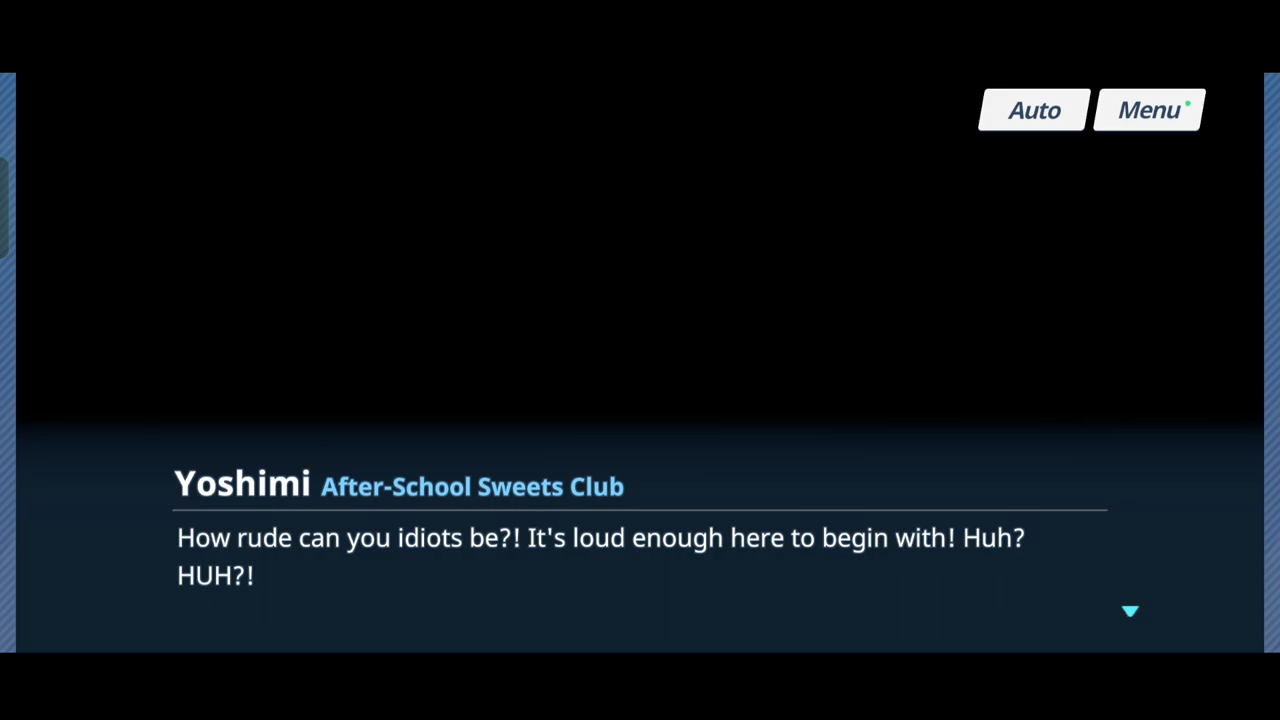 Auto Menu
Yoshimi After-School Sweets Club
How rude can you idiots be?! It's loud enough here to begin with! Huh?
HUH?!